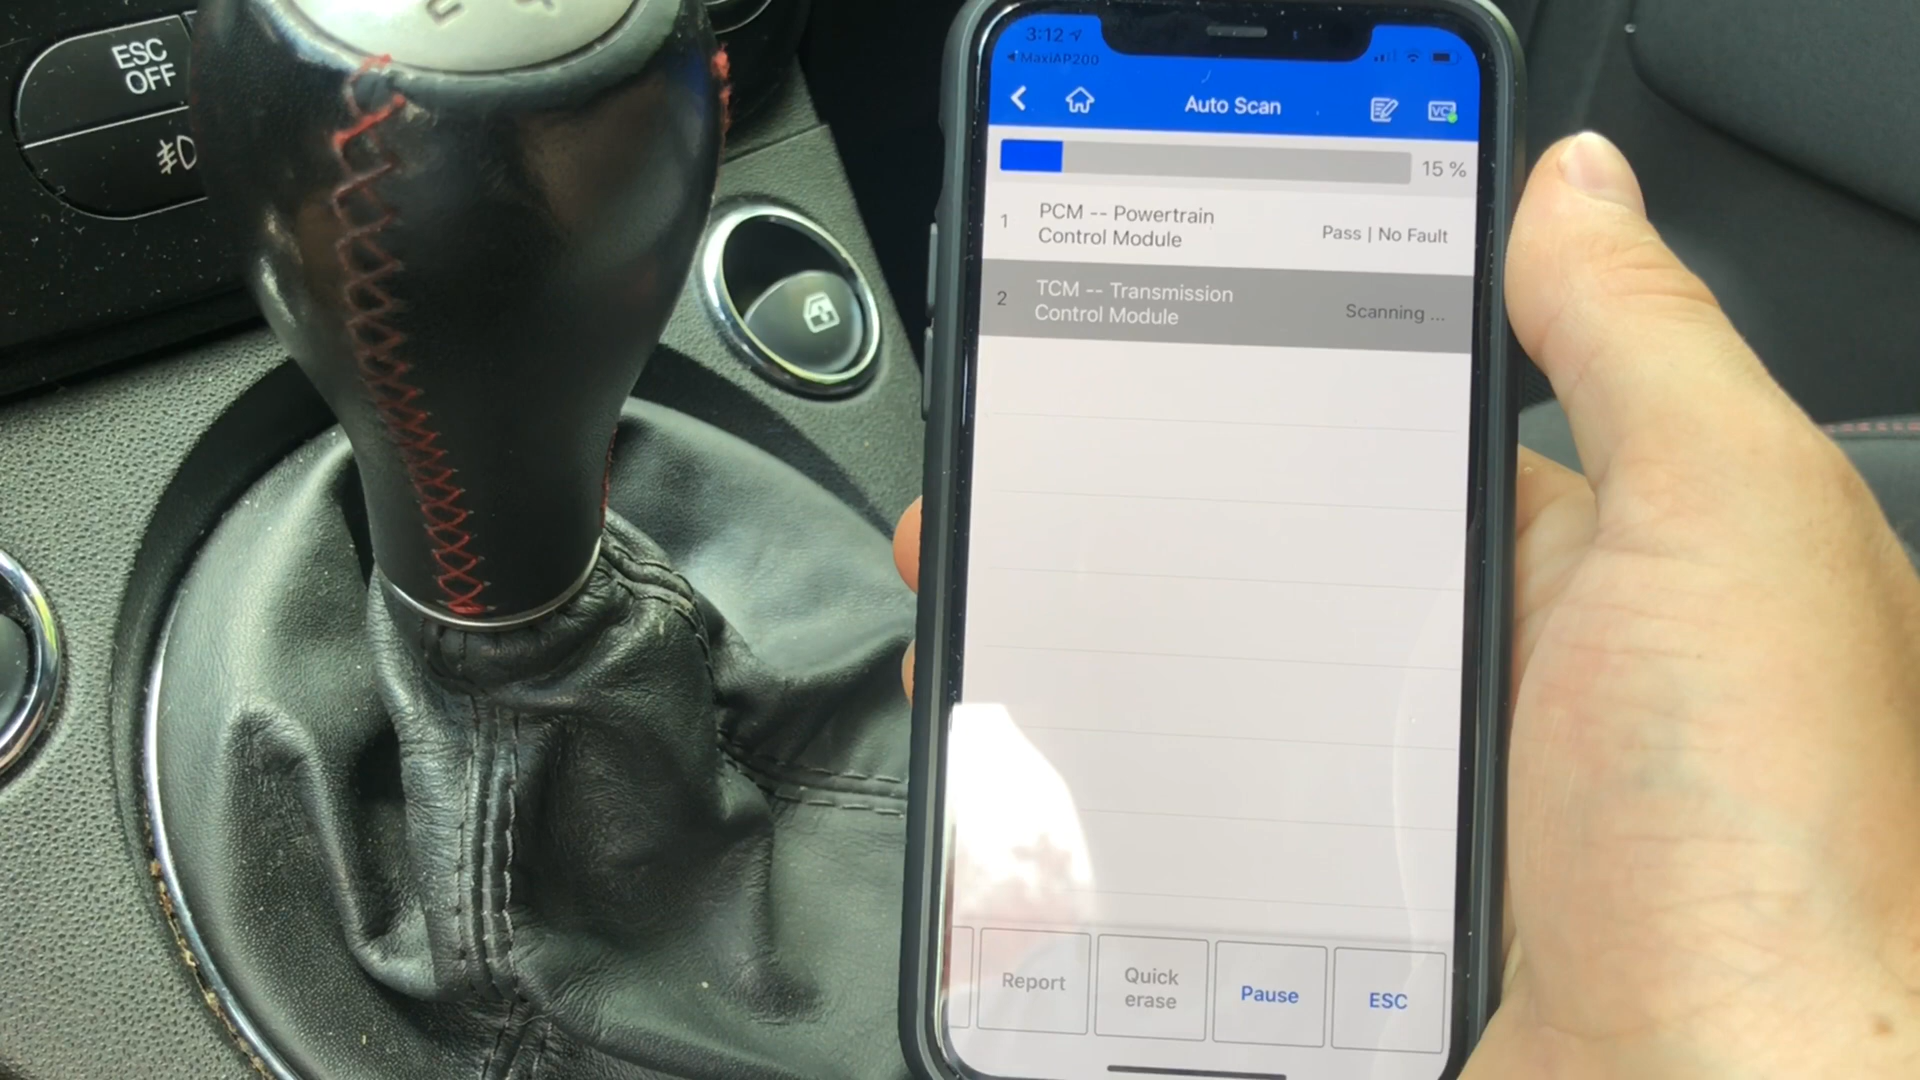 ESC
OFF
3:12
MaxiAP200
Auto Scan
VCI
15 %
1
PCM -- Powertrain
Control Module
Pass | No Fault
2
TCM -- Transmission
Control Module
Scanning ...
Report
Quick
erase
Pause
ESC